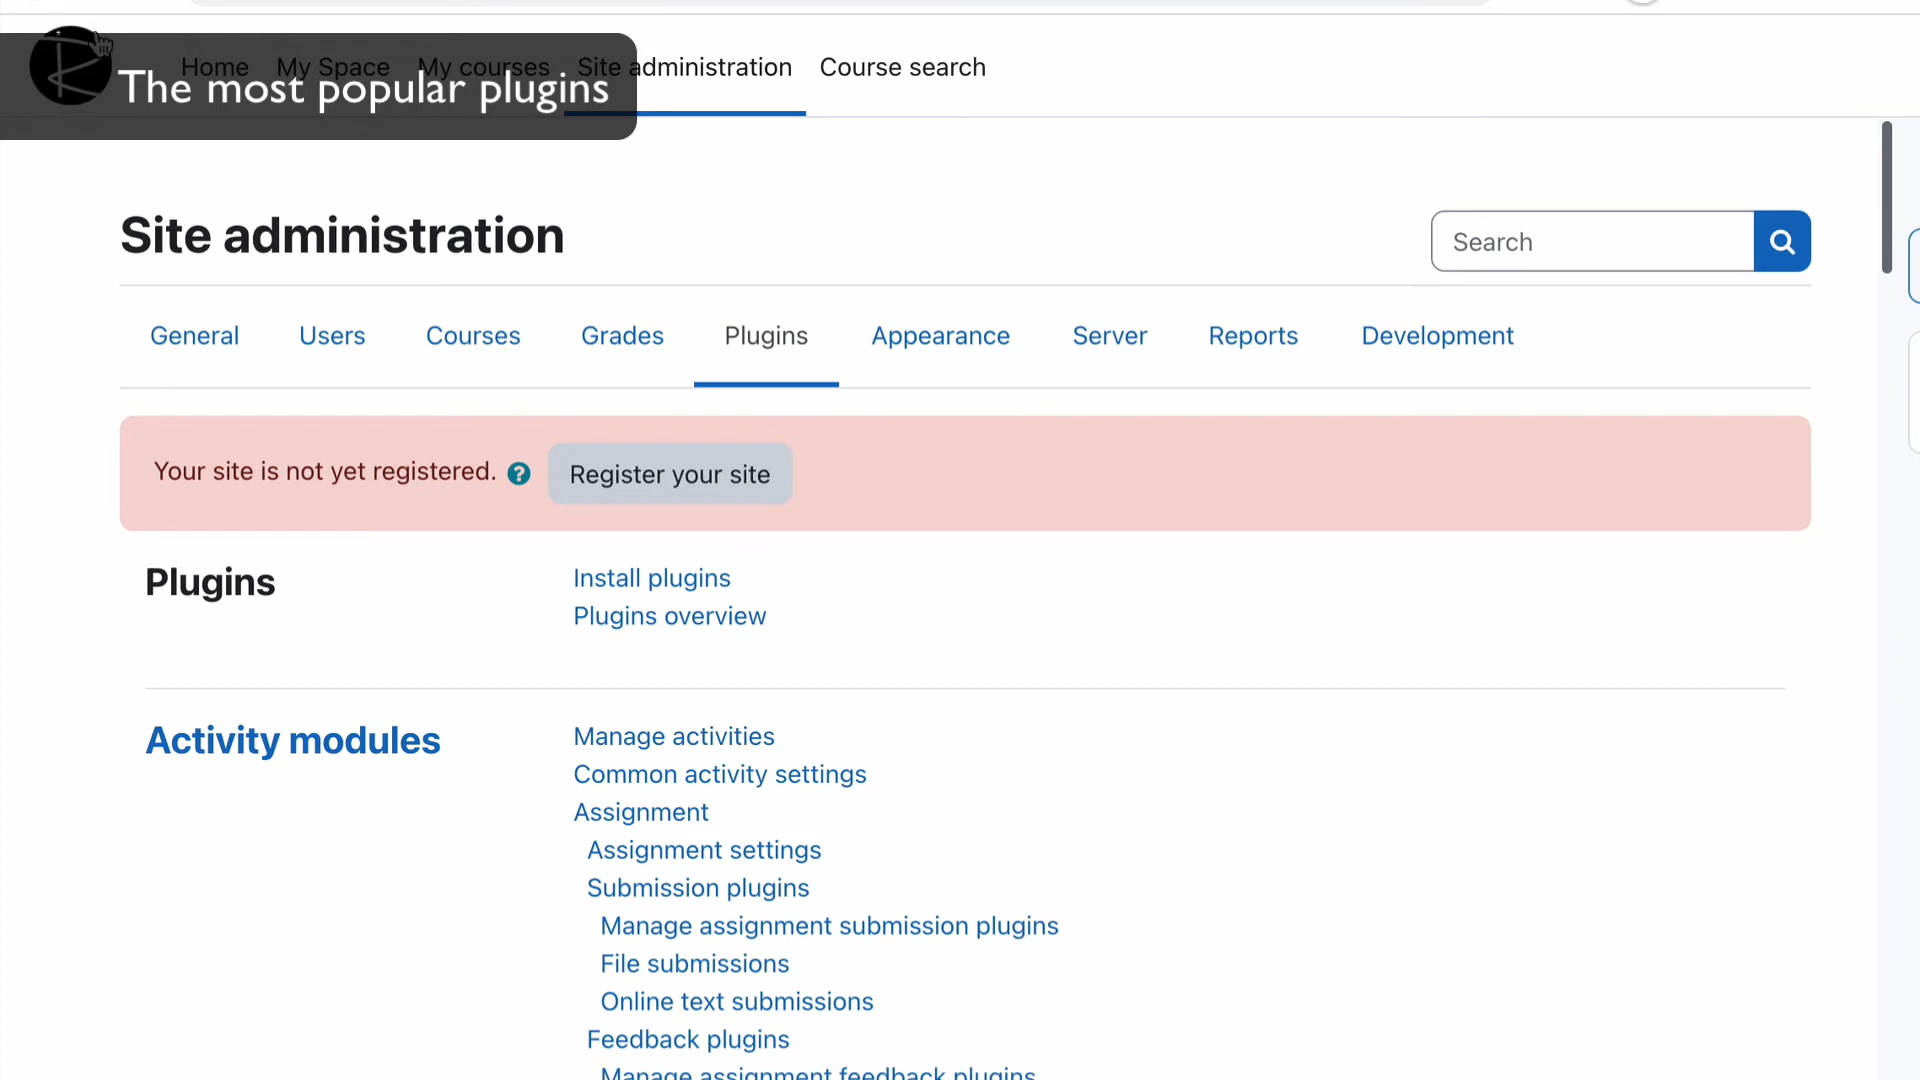 Home My Space My courses Site administration Course search
The most popular plugins
Site administration
Search
General Users Courses Grades Plugins Appearance Server Reports Development
Your site is not yet registered. ? Register your site
Plugins
Install plugins
Plugins overview
Activity modules
Manage activities
Common activity settings
Assignment
Assignment settings
Submission plugins
Manage assignment submission plugins
File submissions
Online text submissions
Feedback plugins
Manage assignment feedback plugins